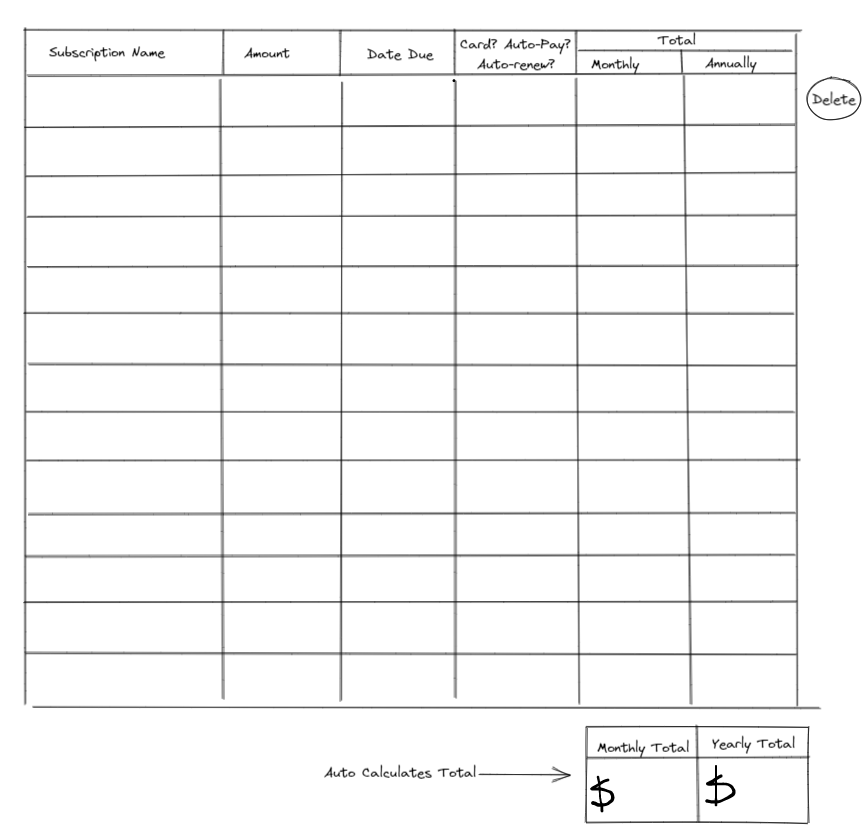 Subscription Name
Amount
Date Due
Card? Auto-Pay?
Auto-renew?
Total
Monthly
Annually
Delete
Monthly Total
Yearly Total
Auto Calculates Total
$
$